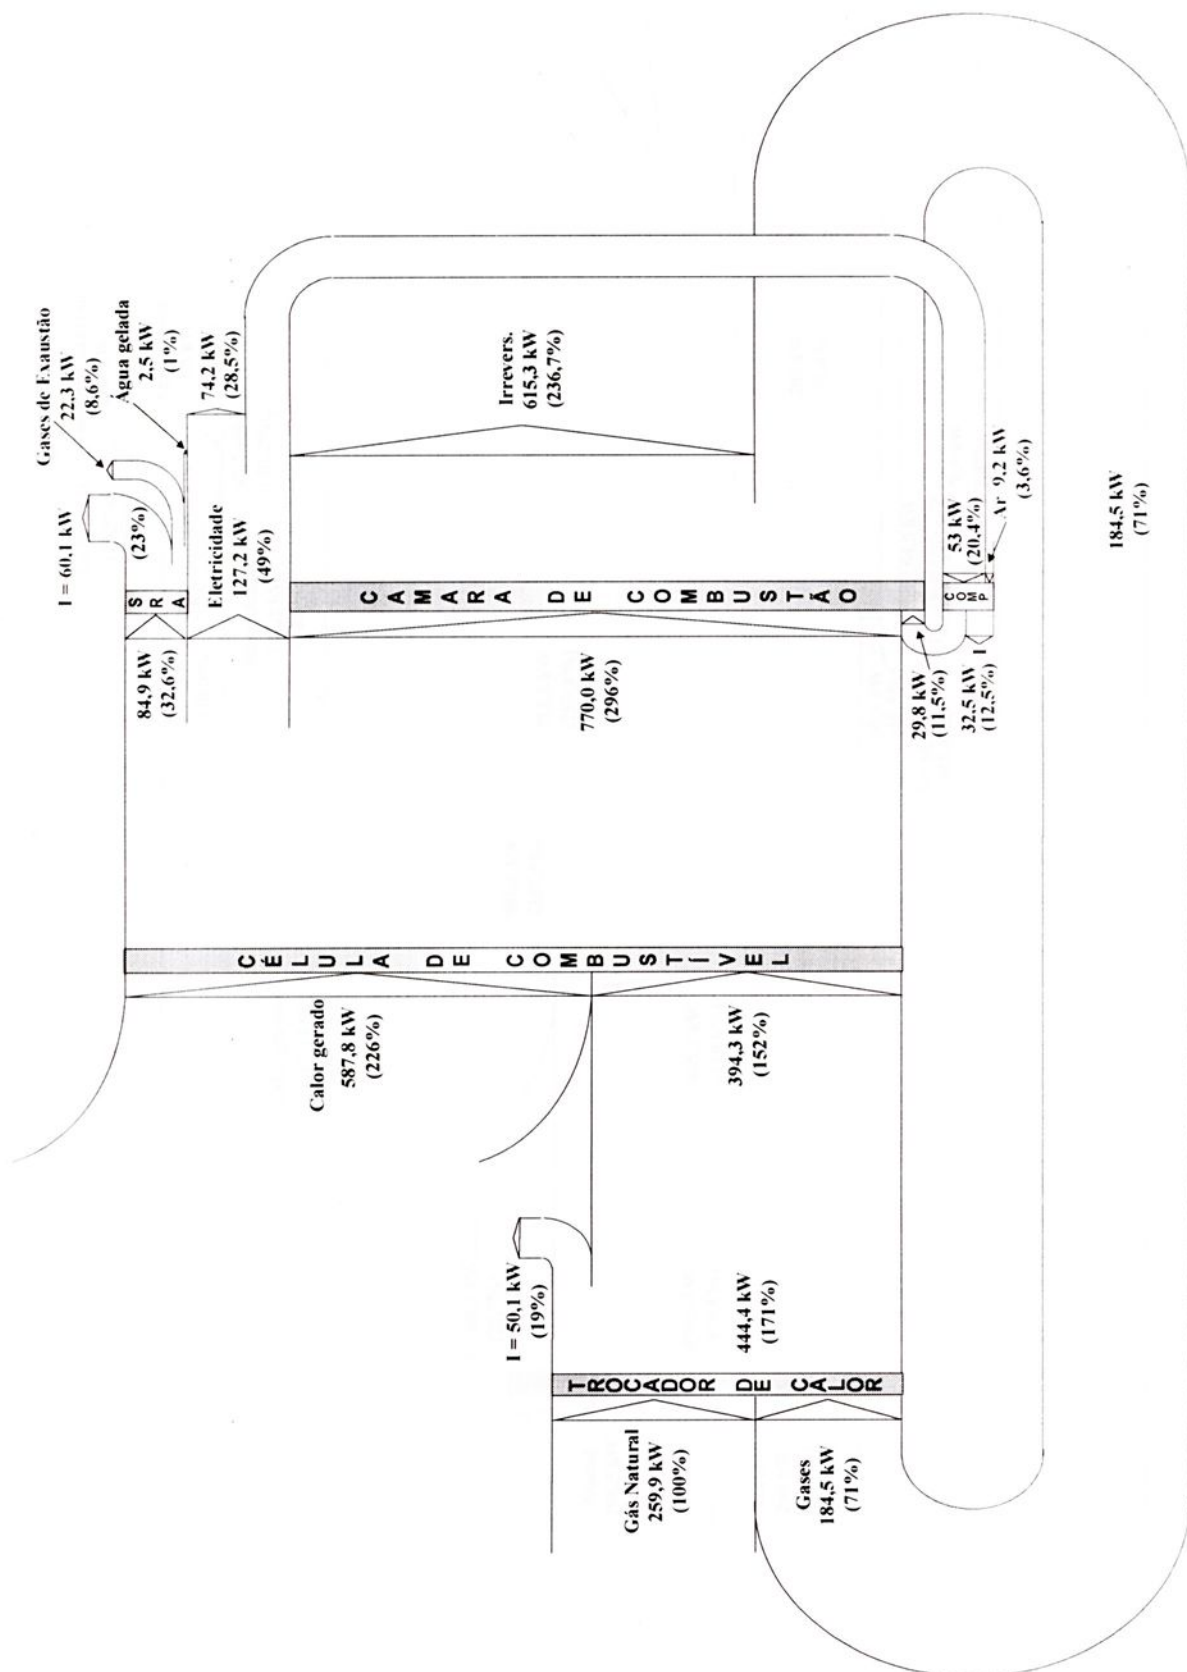 Gases de Exaustão
22,3 kW
(8,6%)
Água gelada
2,5 kW
(1%)
I = 60,1 kW
(23%)
74,2 kW
(28,5%)
SRA
84,9 kW
(32,6%)
Eletricidade
127,2 kW
(49%)
Irrevers.
615,3 kW
(236,7%)
CAMARA DE COMBUSTÃO
770,0 kW
(296%)
CÉLULA DE COMBUSTÍVEL
Calor gerado
587,8 kW
(226%)
394,3 kW
(152%)
29,8 kW
(11,5%)
32,5 kW
(12,5%)
I
COMP
53 kW
(20,4%)
Ar 9,2 kW
(3,6%)
184,5 kW
(71%)
I = 50,1 kW
(19%)
444,4 kW
(171%)
TROCADOR DE CALOR
Gás Natural
259,9 kW
(100%)
Gases
184,5 kW
(71%)